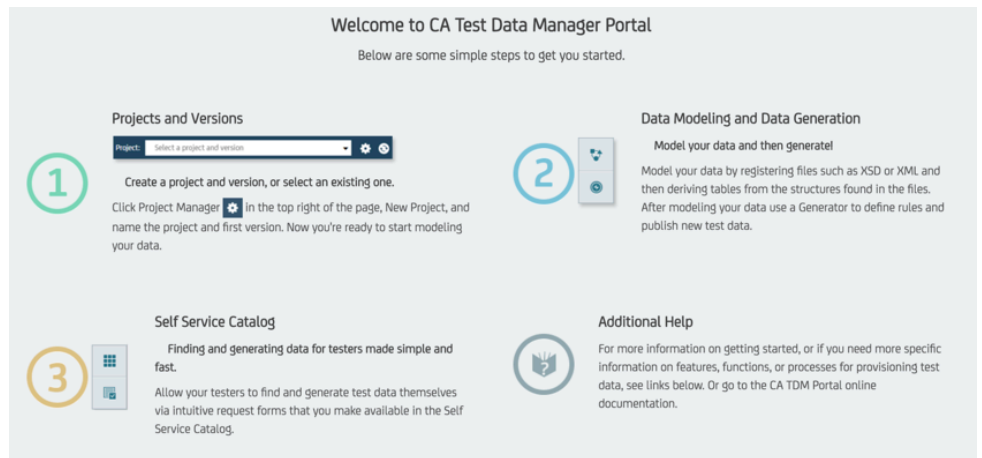 Welcome to CA Test Data Manager Portal
Below are some simple steps to get you started.
Projects and Versions
Project: Select a project and version
1
Create a project and version, or select an existing one.
Click Project Manager in the top right of the page, New Project, and
name the project and first version. Now you're ready to start modeling
your data.
Data Modeling and Data Generation
2
Model your data and then generate!
Model your data by registering files such as XSD or XML and
then deriving tables from the structures found in the files.
After modeling your data use a Generator to define rules and
publish new test data.
Self Service Catalog
3
Finding and generating data for testers made simple and
fast.
Allow your testers to find and generate test data themselves
via intuitive request forms that you make available in the Self
Service Catalog.
Additional Help
?
For more information on getting started, or if you need more specific
information on features, functions, or processes for provisioning test
data, see links below. Or go to the CA TDM Portal online
documentation.